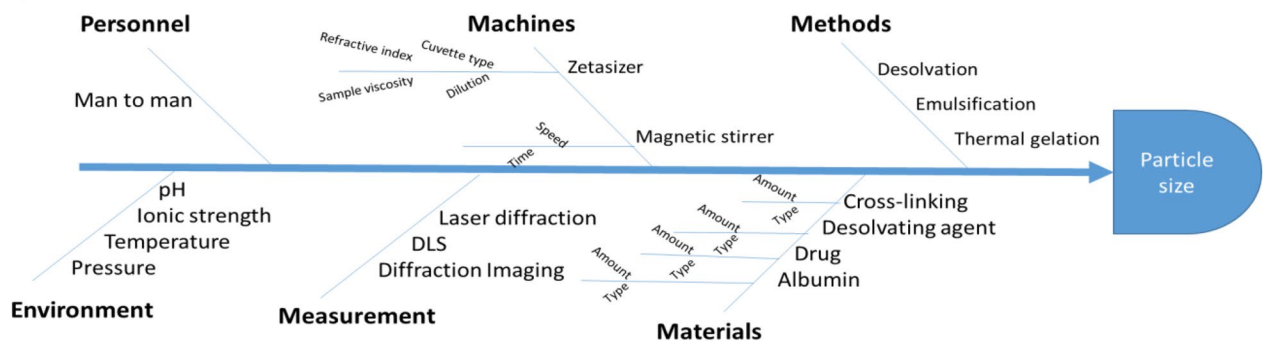 Personnel
Man to man
Machines
Refractive index
Cuvette type
Sample viscosity
Dilution
Zetasizer
Speed
Time
Magnetic stirrer
Methods
Desolvation
Emulsification
Thermal gelation
Particle
size
pH
Ionic strength
Temperature
Pressure
Environment
Laser diffraction
DLS
Diffraction Imaging
Measurement
Amount
Type
Cross-linking
Amount
Type
Desolvating agent
Amount
Type
Drug
Amount
Type
Albumin
Materials